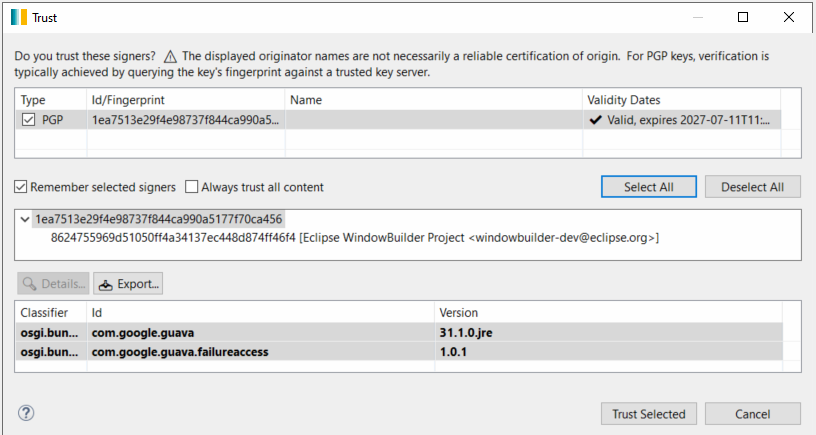 Trust
Do you trust these signers? The displayed originator names are not necessarily a reliable certification of origin. For PGP keys, verification is
typically achieved by querying the key's fingerprint against a trusted key server.
Type Id/Fingerprint Name Validity Dates
PGP 1ea7513e29f4e98737f844ca990a5... Valid, expires 2027-07-11T11:...
Remember selected signers Always trust all content Select All Deselect All
1ea7513e29f4e98737f844ca990a5177f70ca456
8624755969d51050ff4a34137ec448d874ff46f4 [Eclipse WindowBuilder Project <windowbuilder-dev@eclipse.org>]
Details... Export...
Classifier Id Version
osgi.bun... com.google.guava 31.1.0.jre
osgi.bun... com.google.guava.failureaccess 1.0.1
? Trust Selected Cancel